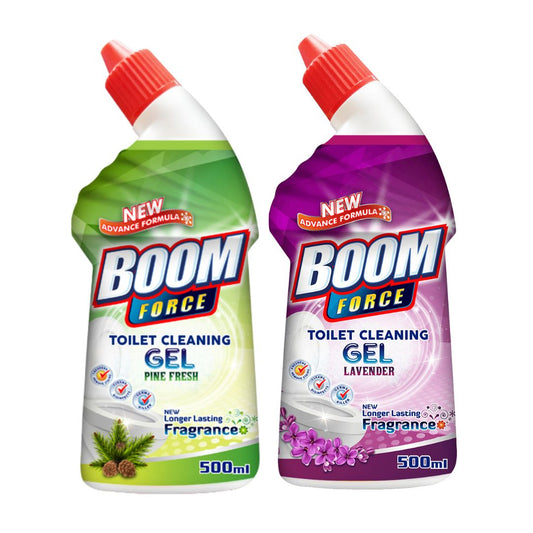 NEW
ADVANCE FORMULA
BOOM
FORCE
TOILET CLEANING
GEL
PINE FRESH
NEW
Longer Lasting
Fragrance
500ml
NEW
ADVANCE FORMULA
BOOM
FORCE
TOILET CLEANING
GEL
LAVENDER
NEW
Longer Lasting
Fragrance
500ml